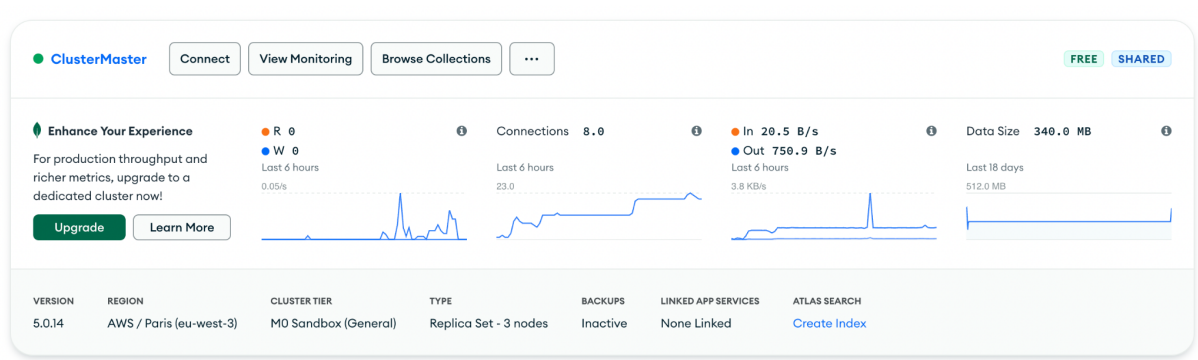 ClusterMaster
Connect
View Monitoring
Browse Collections
...
FREE
SHARED
Enhance Your Experience
For production throughput and
richer metrics, upgrade to a
dedicated cluster now!
Upgrade
Learn More
R 0
W 0
Last 6 hours
0.05/s
Connections 8.0
Last 6 hours
23.0
In 20.5 B/s
Out 750.9 B/s
Last 6 hours
3.8 KB/s
Data Size 340.0 MB
Last 18 days
512.0 MB
VERSION
5.0.14
REGION
AWS / Paris (eu-west-3)
CLUSTER TIER
M0 Sandbox (General)
TYPE
Replica Set - 3 nodes
BACKUPS
Inactive
LINKED APP SERVICES
None Linked
ATLAS SEARCH
Create Index